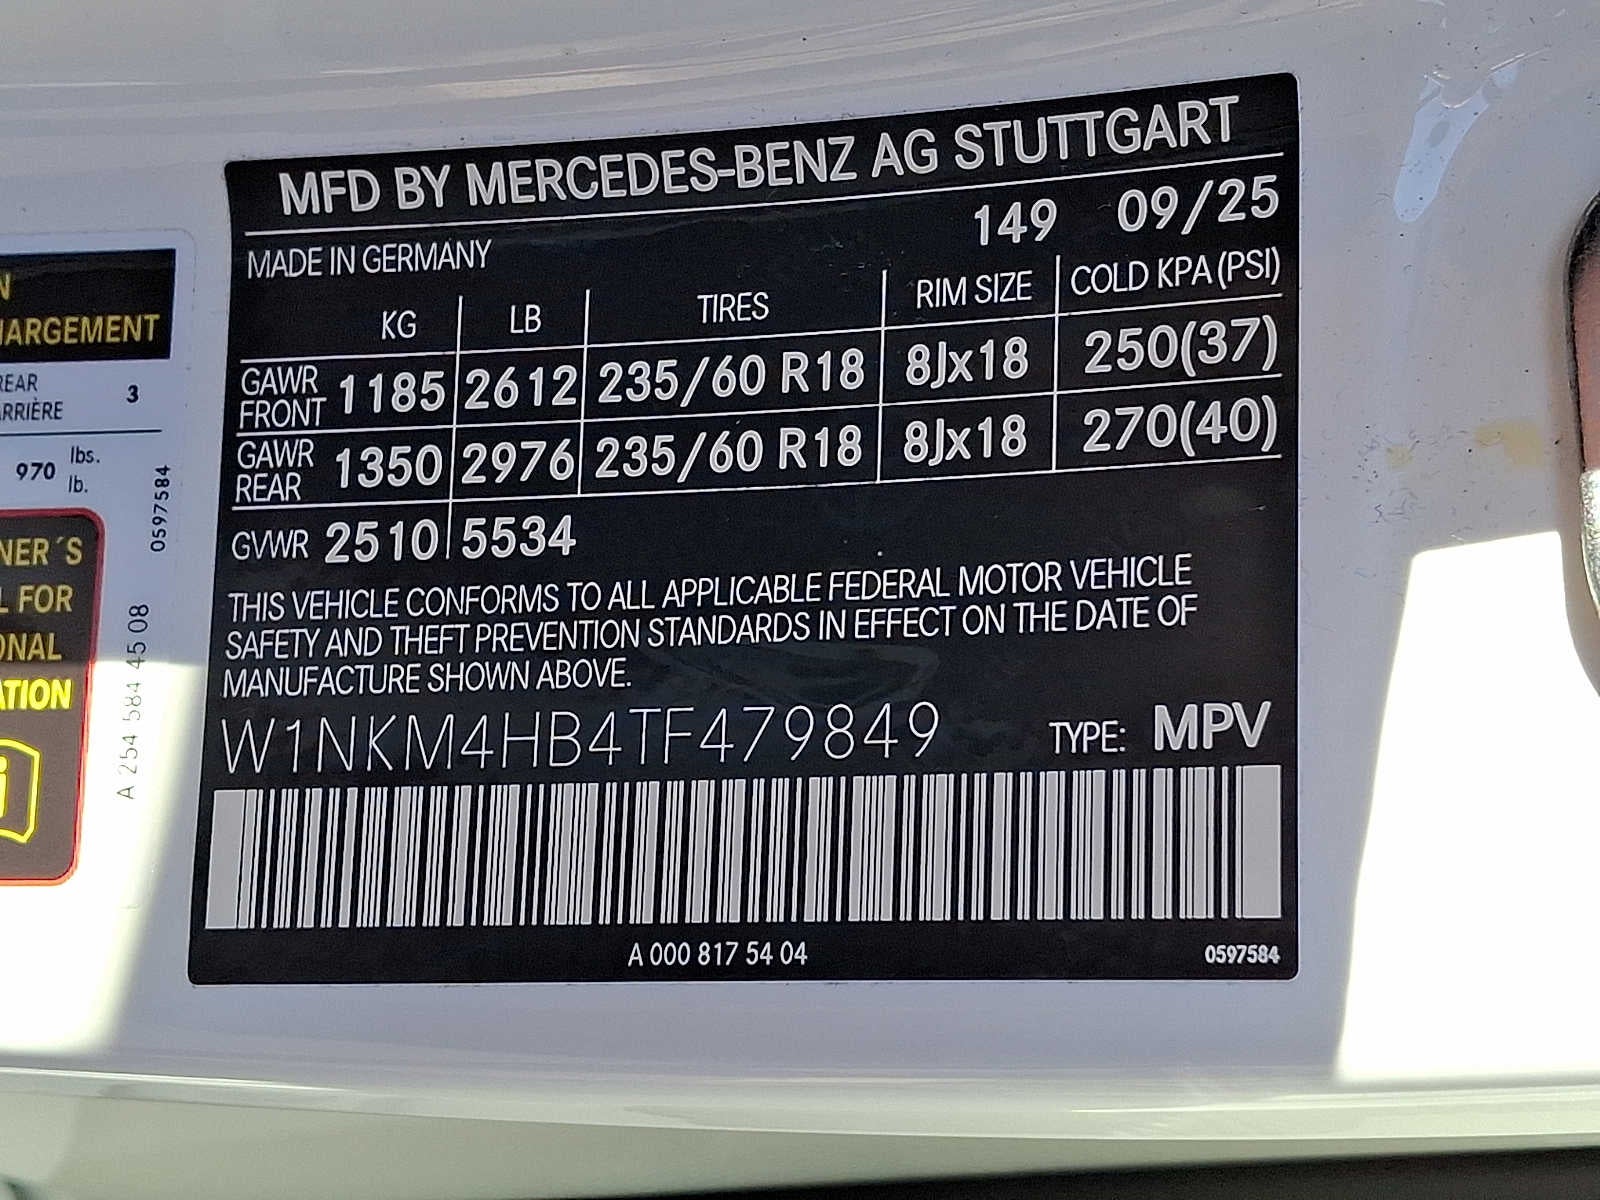 MFD BY MERCEDES-BENZ AG STUTTGART
MADE IN GERMANY 149 09/25
KG LB TIRES RIM SIZE COLD KPA (PSI)
GAWR FRONT 1185 2612 235/60 R18 8Jx18 250(37)
GAWR REAR 1350 2976 235/60 R18 8Jx18 270(40)
GVWR 2510 5534
THIS VEHICLE CONFORMS TO ALL APPLICABLE FEDERAL MOTOR VEHICLE
SAFETY AND THEFT PREVENTION STANDARDS IN EFFECT ON THE DATE OF
MANUFACTURE SHOWN ABOVE.
W1NKM4HB4TF479849 TYPE: MPV
A 000 817 54 04 0597584
3
970 lbs.
lb.
0597584
FOR
A 254 584 45 08